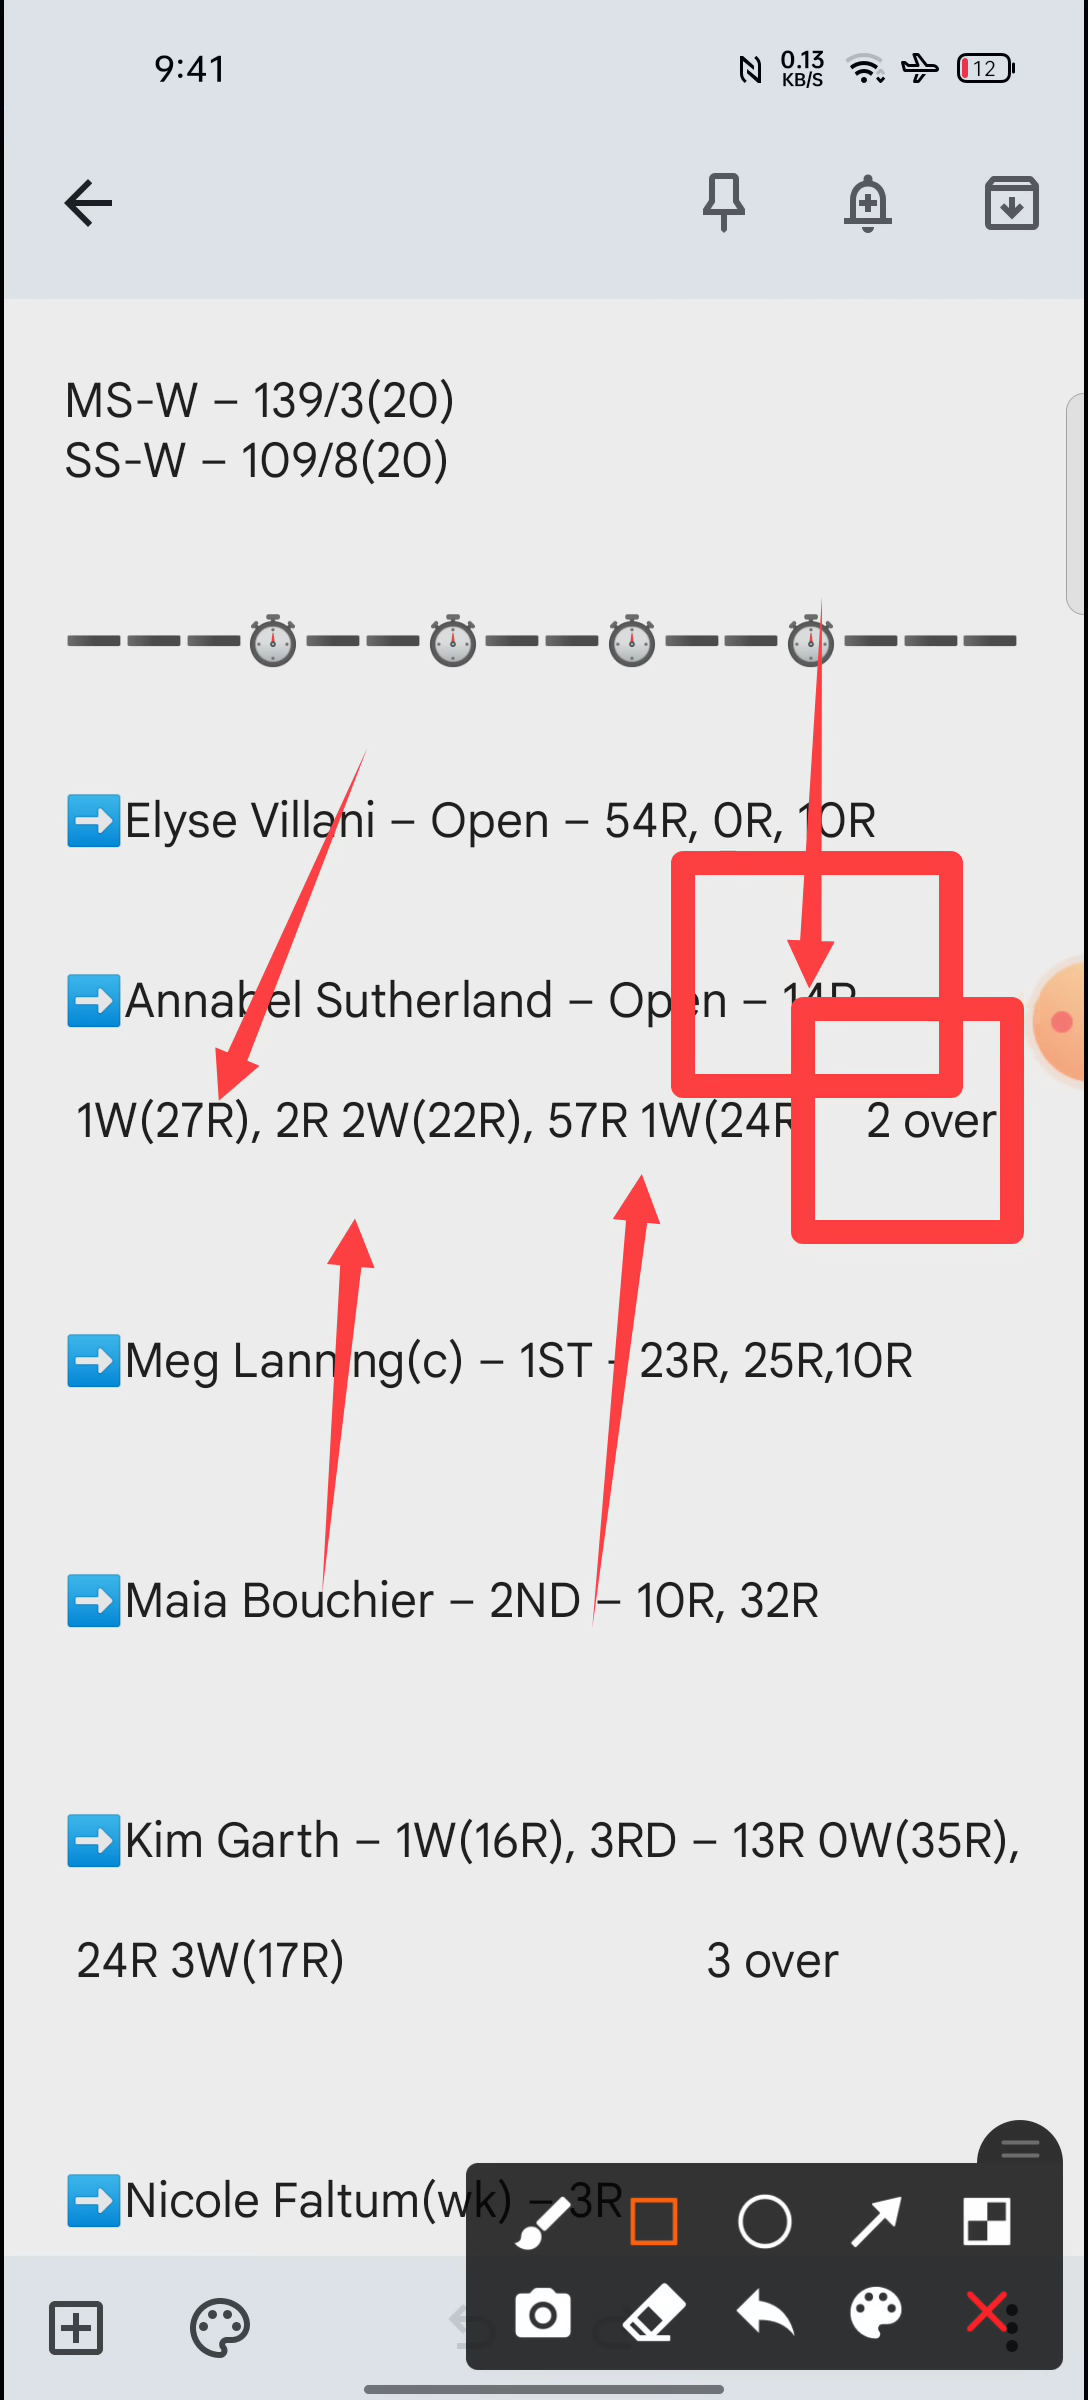 9:41
0.13
KB/S
12
MS-W – 139/3(20)
SS-W – 109/8(20)
Elyse Villani – Open – 54R, 0R, 10R
Annabel Sutherland – Open – 14R
1W(27R), 2R 2W(22R), 57R 1W(24R 2 over
Meg Lanning(c) – 1ST – 23R, 25R,10R
Maia Bouchier – 2ND – 10R, 32R
Kim Garth – 1W(16R), 3RD – 13R 0W(35R),
24R 3W(17R) 3 over
Nicole Faltum(wk) – 3R